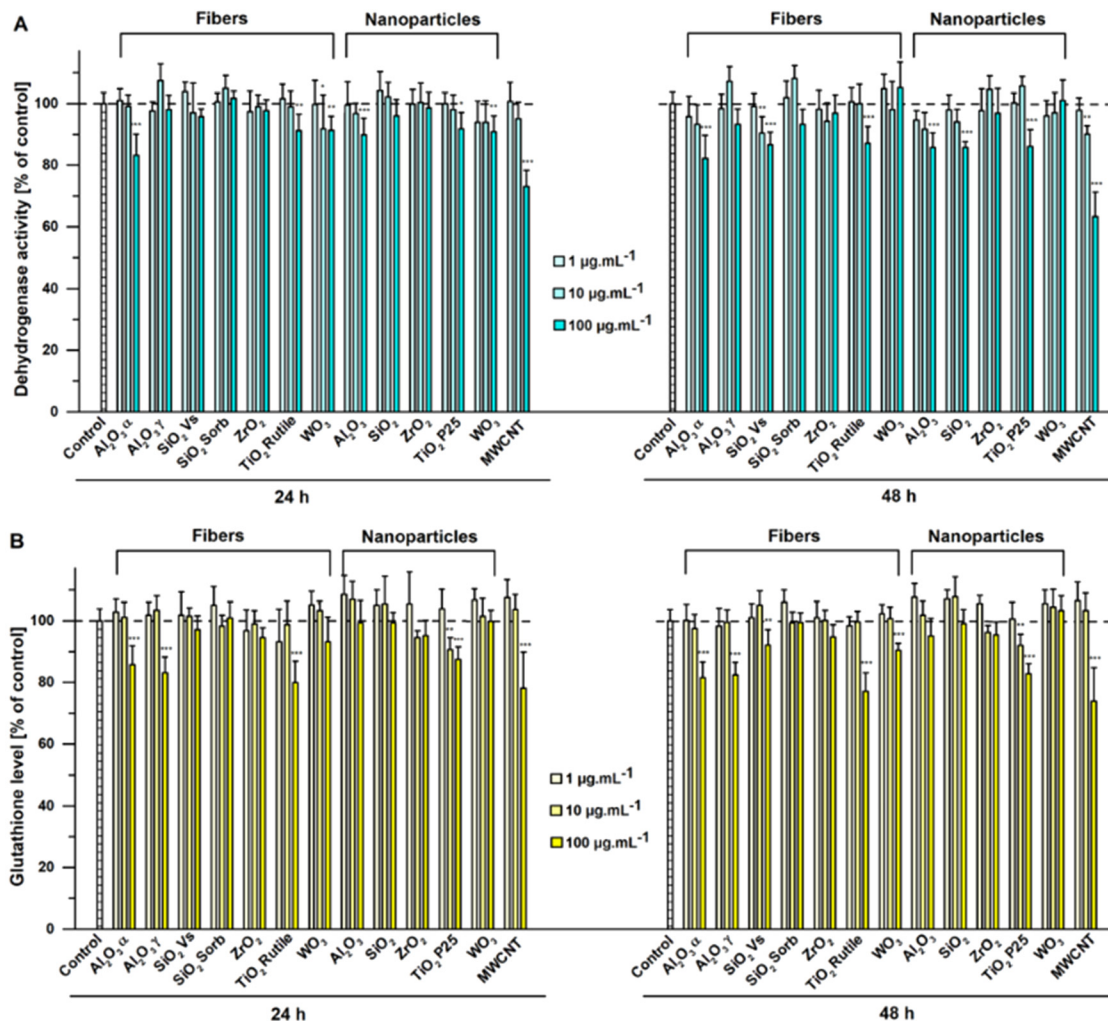 A
Fibers
Nanoparticles
Fibers
Nanoparticles
Dehydrogenase activity [% of control]
100
80
60
40
20
0
1 µg.mL⁻¹
10 µg.mL⁻¹
100 µg.mL⁻¹
Control
Al₂O₃ α
Al₂O₃ γ
SiO₂ Vs
SiO₂ Sorb
ZrO₂
TiO₂ Rutile
WO₃
Al₂O₃
SiO₂
ZrO₂
TiO₂ P25
WO₃
MWCNT
24 h
Control
Al₂O₃ α
Al₂O₃ γ
SiO₂ Vs
SiO₂ Sorb
ZrO₂
TiO₂ Rutile
WO₃
Al₂O₃
SiO₂
ZrO₂
TiO₂ P25
WO₃
MWCNT
48 h
B
Fibers
Nanoparticles
Fibers
Nanoparticles
Glutathione level [% of control]
100
80
60
40
20
0
1 µg.mL⁻¹
10 µg.mL⁻¹
100 µg.mL⁻¹
Control
Al₂O₃ α
Al₂O₃ γ
SiO₂ Vs
SiO₂ Sorb
ZrO₂
TiO₂ Rutile
WO₃
Al₂O₃
SiO₂
ZrO₂
TiO₂ P25
WO₃
MWCNT
24 h
Control
Al₂O₃ α
Al₂O₃ γ
SiO₂ Vs
SiO₂ Sorb
ZrO₂
TiO₂ Rutile
WO₃
Al₂O₃
SiO₂
ZrO₂
TiO₂ P25
WO₃
MWCNT
48 h